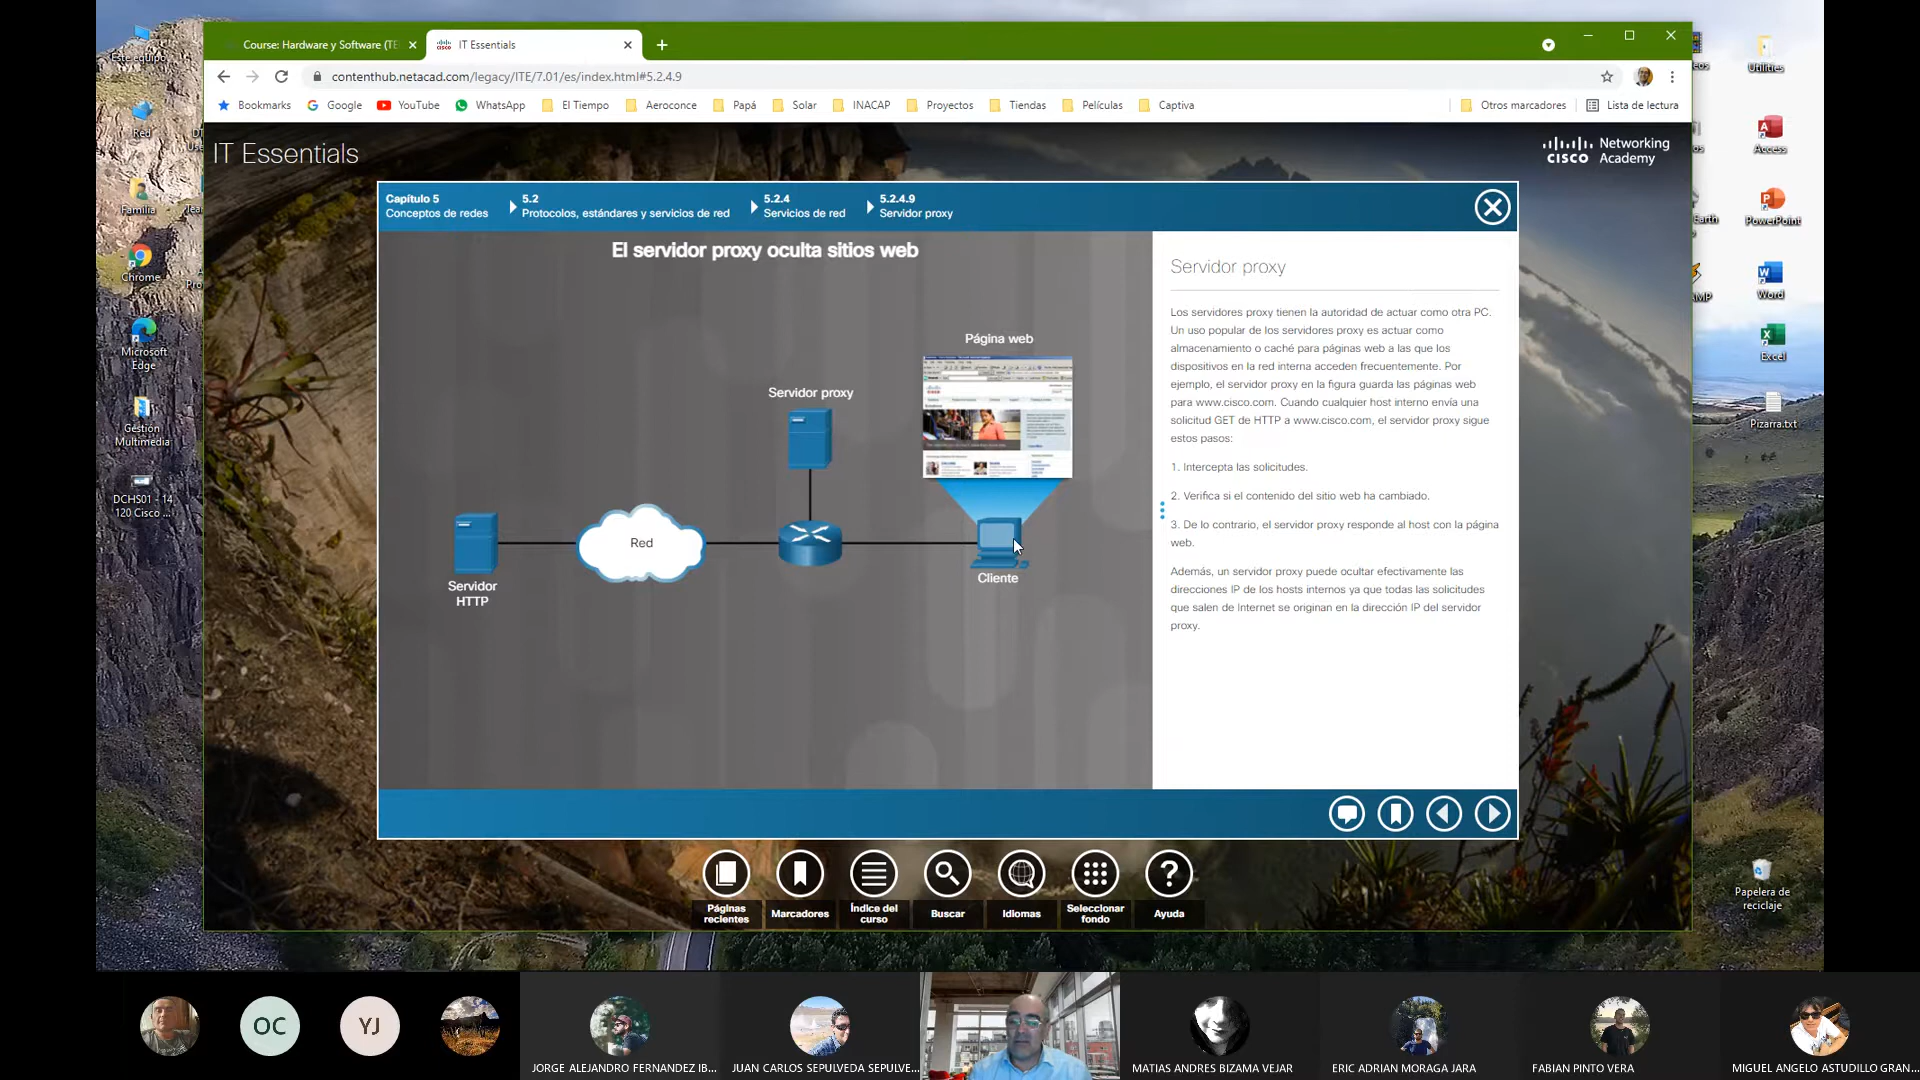 Course: Hardware y Software (TE
IT Essentials
contenthub.netacad.com/legacy/ITE/7.01/es/index.html#5.2.4.9
Bookmarks
Google
YouTube
WhatsApp
El Tiempo
Aeroconce
Papá
Solar
INACAP
Proyectos
Tiendas
Películas
Captiva
Otros marcadores
Lista de lectura
IT Essentials
cisco
Networking
Academy
Capítulo 5
Conceptos de redes
5.2
Protocolos, estándares y servicios de red
5.2.4
Servicios de red
5.2.4.9
Servidor proxy
El servidor proxy oculta sitios web
Página web
Servidor proxy
Red
Servidor
HTTP
Cliente
Servidor proxy
Los servidores proxy tienen la autoridad de actuar como otra PC.
Un uso popular de los servidores proxy es actuar como
almacenamiento o caché para páginas web a las que los
dispositivos en la red interna acceden frecuentemente. Por
ejemplo, el servidor proxy en la figura guarda las páginas web
para www.cisco.com. Cuando cualquier host interno envía una
solicitud GET de HTTP a www.cisco.com, el servidor proxy sigue
estos pasos:
1. Intercepta las solicitudes.
2. Verifica si el contenido del sitio web ha cambiado.
3. De lo contrario, el servidor proxy responde al host con la página
web.
Además, un servidor proxy puede ocultar efectivamente las
direcciones IP de los hosts internos ya que todas las solicitudes
que salen de Internet se originan en la dirección IP del servidor
proxy.
Páginas
recientes
Marcadores
Índice del
curso
Buscar
Idiomas
Seleccionar
fondo
Ayuda
Este equipo
Red
Familia
Chrome
Microsoft
Edge
Gestión
Multimedia
DCHS01 - 14
120 Cisco ...
Utilities
Access
PowerPoint
Word
Excel
Pizarra.txt
Papelera de
reciclaje
OC
YJ
JORGE ALEJANDRO FERNANDEZ IB...
JUAN CARLOS SEPULVEDA SEPULVE...
MATIAS ANDRES BIZAMA VEJAR
ERIC ADRIAN MORAGA JARA
FABIAN PINTO VERA
MIGUEL ANGELO ASTUDILLO GRAN...